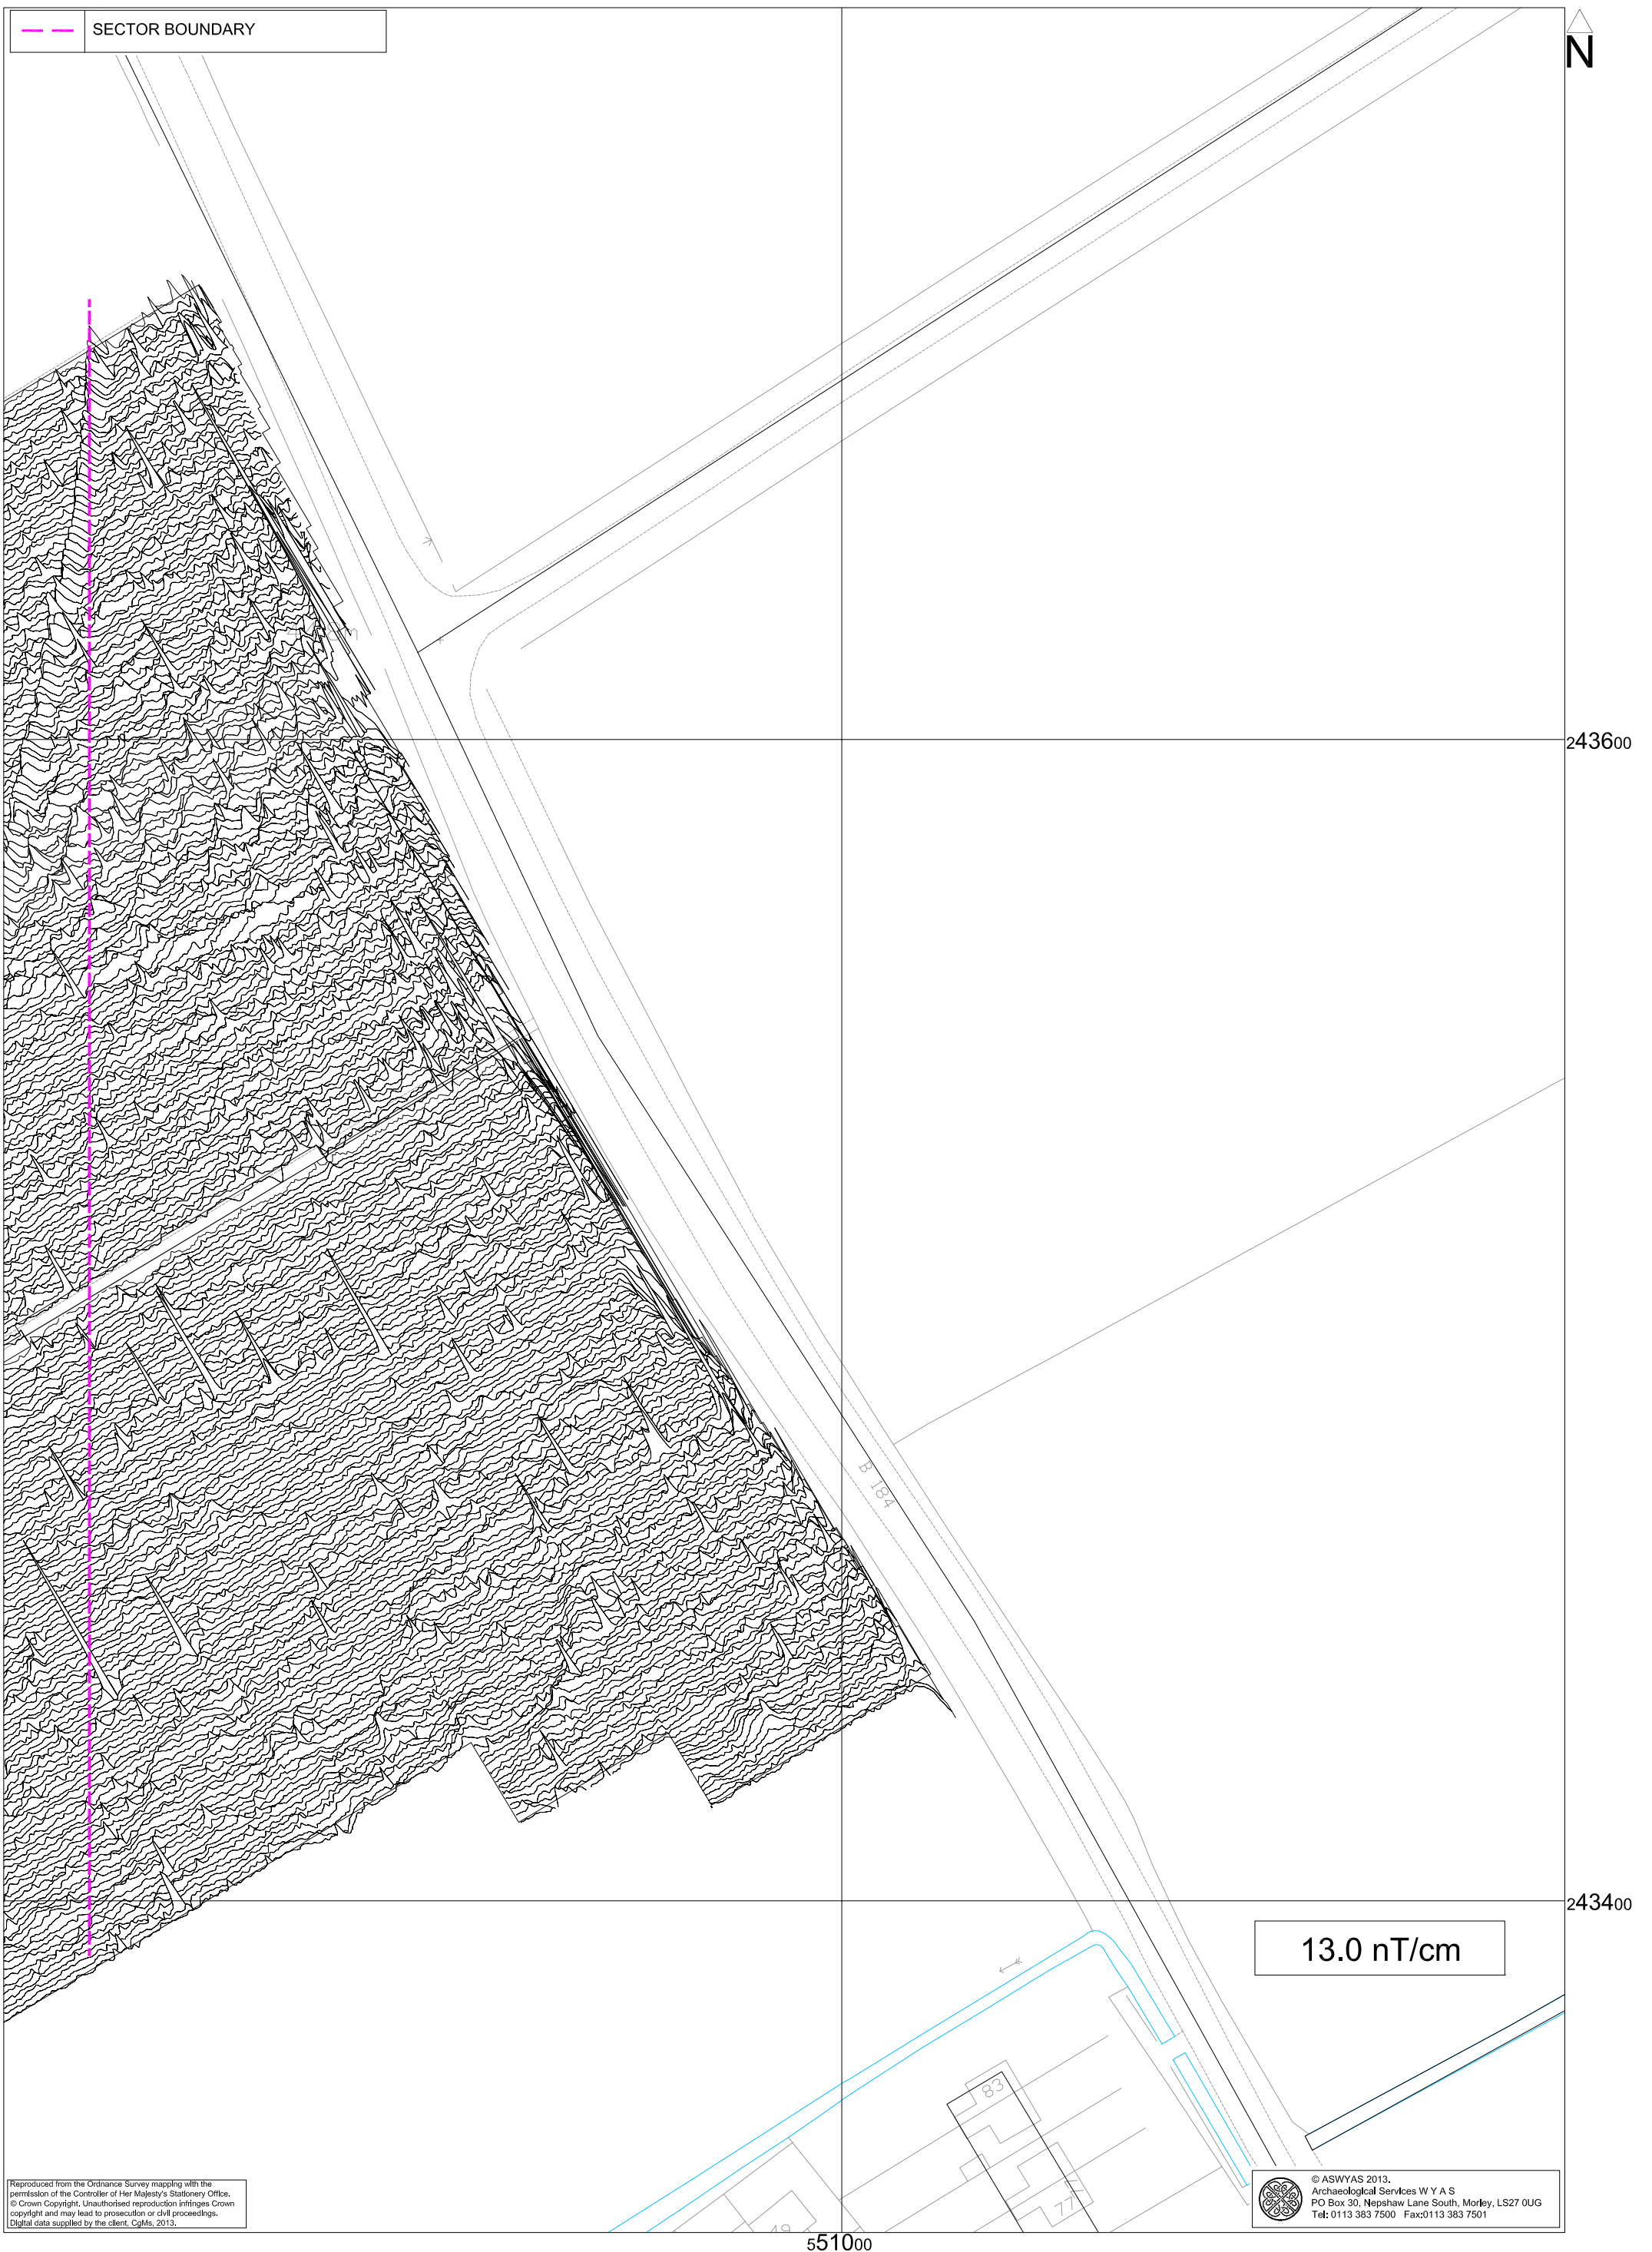 SECTOR BOUNDARY
N
243600
B 184
243400
13.0 nT/cm
83
77
49
Reproduced from the Ordnance Survey mapping with the
permission of the Controller of Her Majesty's Stationery Office.
© Crown Copyright. Unauthorised reproduction infringes Crown
copyright and may lead to prosecution or civil proceedings.
Digital data supplied by the client, CgMs, 2013.
© ASWYAS 2013.
Archaeological Services W Y A S
PO Box 30, Nepshaw Lane South, Morley, LS27 0UG
Tel: 0113 383 7500 Fax:0113 383 7501
551000